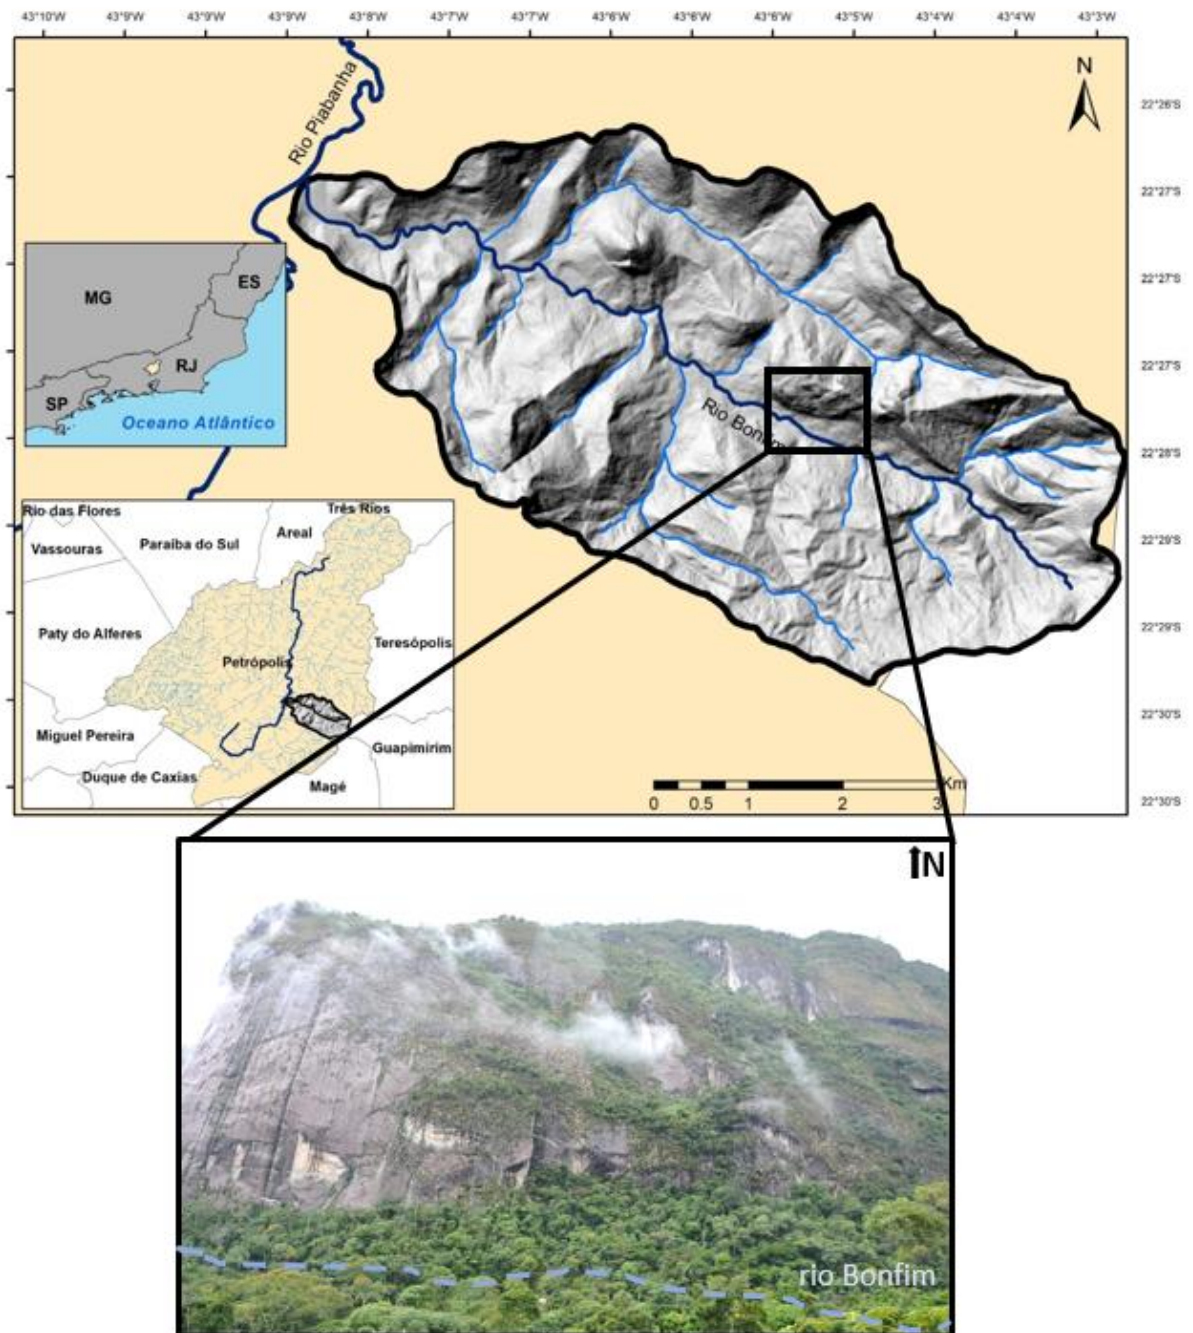 43°10'W 43°9'W 43°9'W 43°9'W 43°8'W 43°7'W 43°7'W 43°6'W 43°6'W 43°6'W 43°5'W 43°4'W 43°4'W 43°3'W
N
Rio Piabanha
22°26'S
22°27'S
22°27'S
22°27'S
22°28'S
22°29'S
22°29'S
22°30'S
22°30'S
MG
ES
RJ
SP
Oceano Atlântico
Rio Bonfim
Rio das Flores
Três Rios
Areal
Vassouras
Paraíba do Sul
Paty do Alferes
Teresópolis
Petrópolis
Miguel Pereira
Guapimirim
Duque de Caxias
Magé
Km
0 0.5 1 2 3
N
rio Bonfim